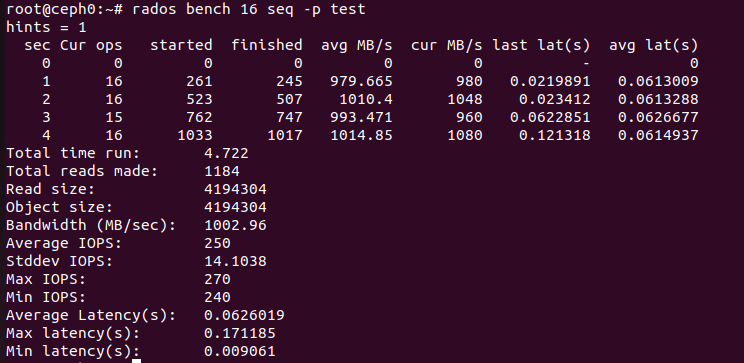 root@ceph0:~# rados bench 16 seq -p test
hints = 1
  sec Cur ops   started  finished  avg MB/s  cur MB/s last lat(s)  avg lat(s)
    0       0         0         0         0         0           -           0
    1      16       261       245   979.665       980   0.0219891   0.0613009
    2      16       523       507    1010.4      1048    0.023412   0.0613288
    3      15       762       747   993.471       960   0.0622851   0.0626677
    4      16      1033      1017   1014.85      1080    0.121318   0.0614937
Total time run:       4.722
Total reads made:     1184
Read size:            4194304
Object size:          4194304
Bandwidth (MB/sec):   1002.96
Average IOPS:         250
Stddev IOPS:          14.1038
Max IOPS:             270
Min IOPS:             240
Average Latency(s):   0.0626019
Max latency(s):       0.171185
Min latency(s):       0.009061